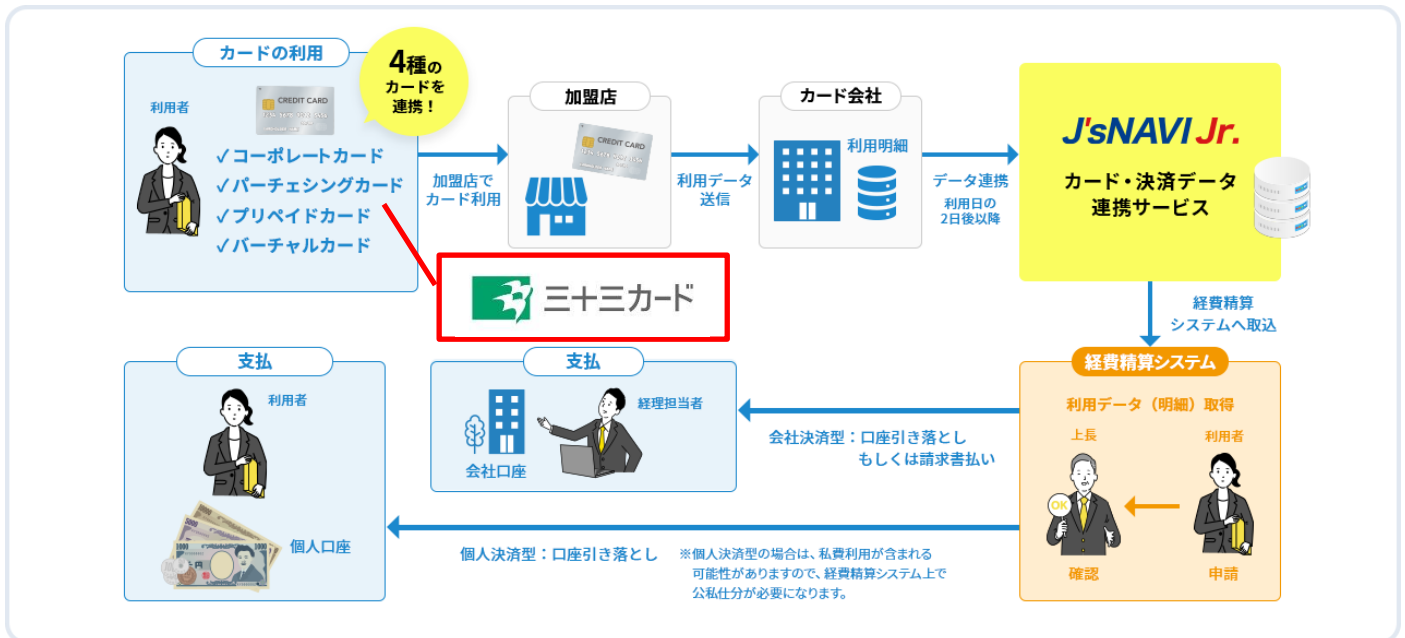 カードの利用
4種の
カードを
連携！
利用者
CREDIT CARD
✓コーポレートカード
✓パーチェシングカード
✓プリペイドカード
✓バーチャルカード
加盟店で
カード利用
加盟店
CREDIT CARD
利用データ
送信
カード会社
利用明細
データ連携
利用日の
2日後以降
J'sNAVI Jr.
カード・決済データ
連携サービス
三十三カード
経費精算
システムへ取込
支払
利用者
個人口座
支払
経理担当者
会社口座
会社決済型：口座引き落とし
もしくは請求書払い
個人決済型：口座引き落とし
※個人決済型の場合は、私費利用が含まれる
可能性がありますので、経費精算システム上で
公私仕分が必要になります。
経費精算システム
利用データ（明細）取得
上長
利用者
OK
確認
申請